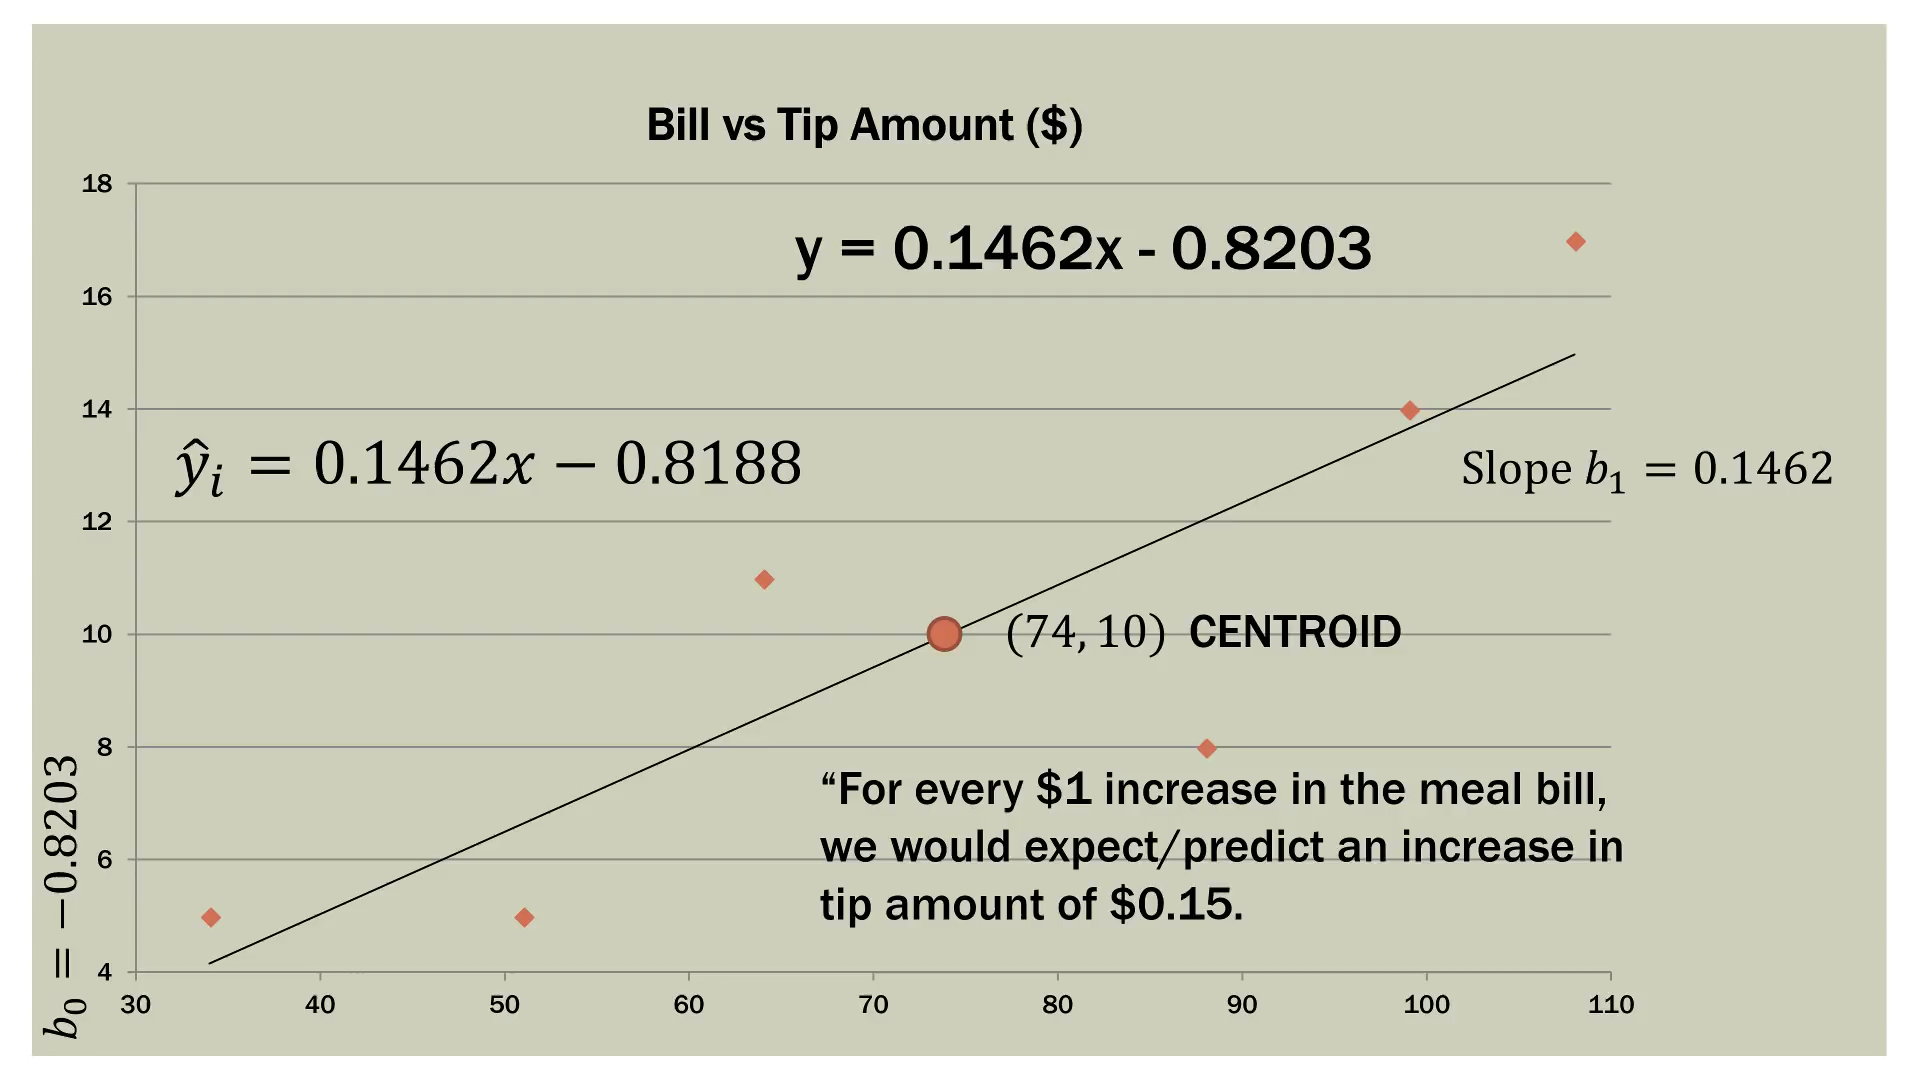 Bill vs Tip Amount ($)
18
y = 0.1462x - 0.8203
16
14
ŷᵢ = 0.1462x − 0.8188
Slope b₁ = 0.1462
12
10
(74, 10) CENTROID
8
“For every $1 increase in the meal bill,
we would expect/predict an increase in
6
tip amount of $0.15.
4
b₀ = −0.8203
30 40 50 60 70 80 90 100 110